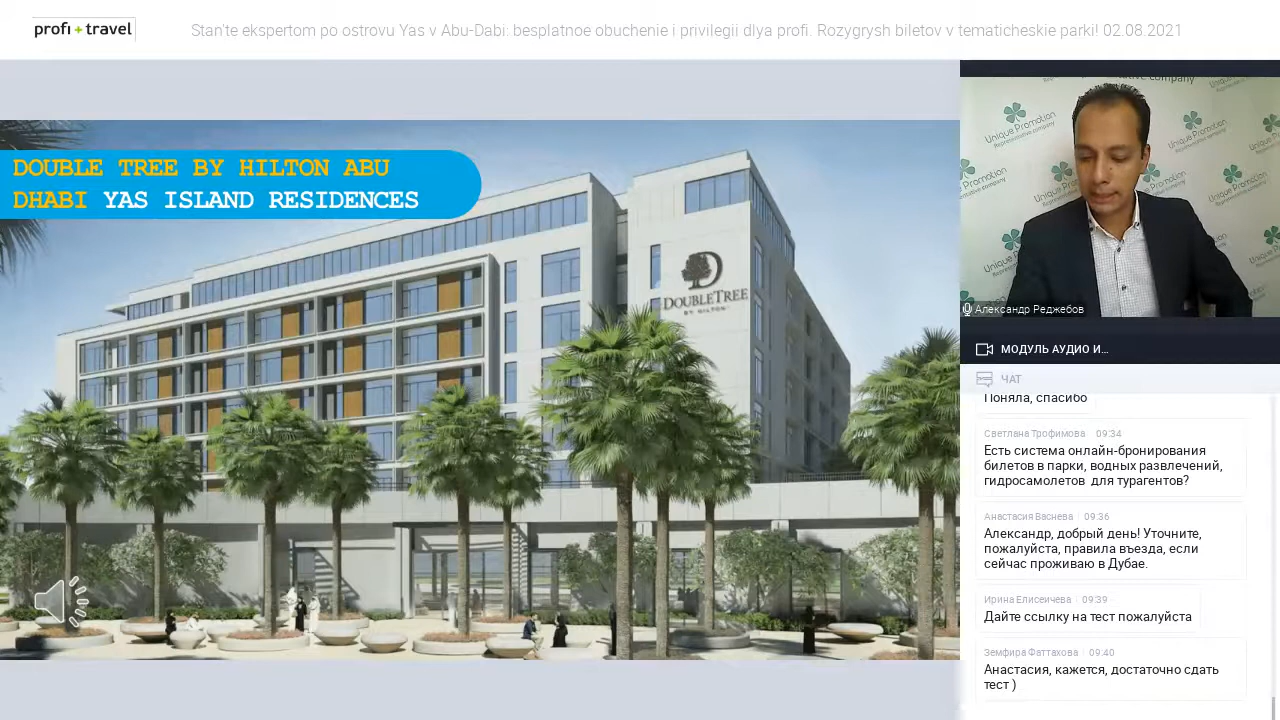 profi + travel
Stan'te ekspertom po ostrovu Yas v Abu-Dabi: besplatnoe obuchenie i privilegii dlya profi. Rozygrysh biletov v tematicheskie parki! 02.08.2021
DOUBLE TREE BY HILTON ABU
DHABI YAS ISLAND RESIDENCES
DOUBLETREE
BY HILTON
Unique Promotion
Representative company
Александр Реджебов
МОДУЛЬ АУДИО И...
ЧАТ
Поняла, спасибо
Светлана Трофимова 09:34
Есть система онлайн-бронирования
билетов в парки, водных развлечений,
гидросамолетов для турагентов?
Анастасия Васнева 09:36
Александр, добрый день! Уточните,
пожалуйста, правила въезда, если
сейчас проживаю в Дубае.
Ирина Елисеичева 09:39
Дайте ссылку на тест пожалуйста
Земфира Фаттахова 09:40
Анастасия, кажется, достаточно сдать
тест )